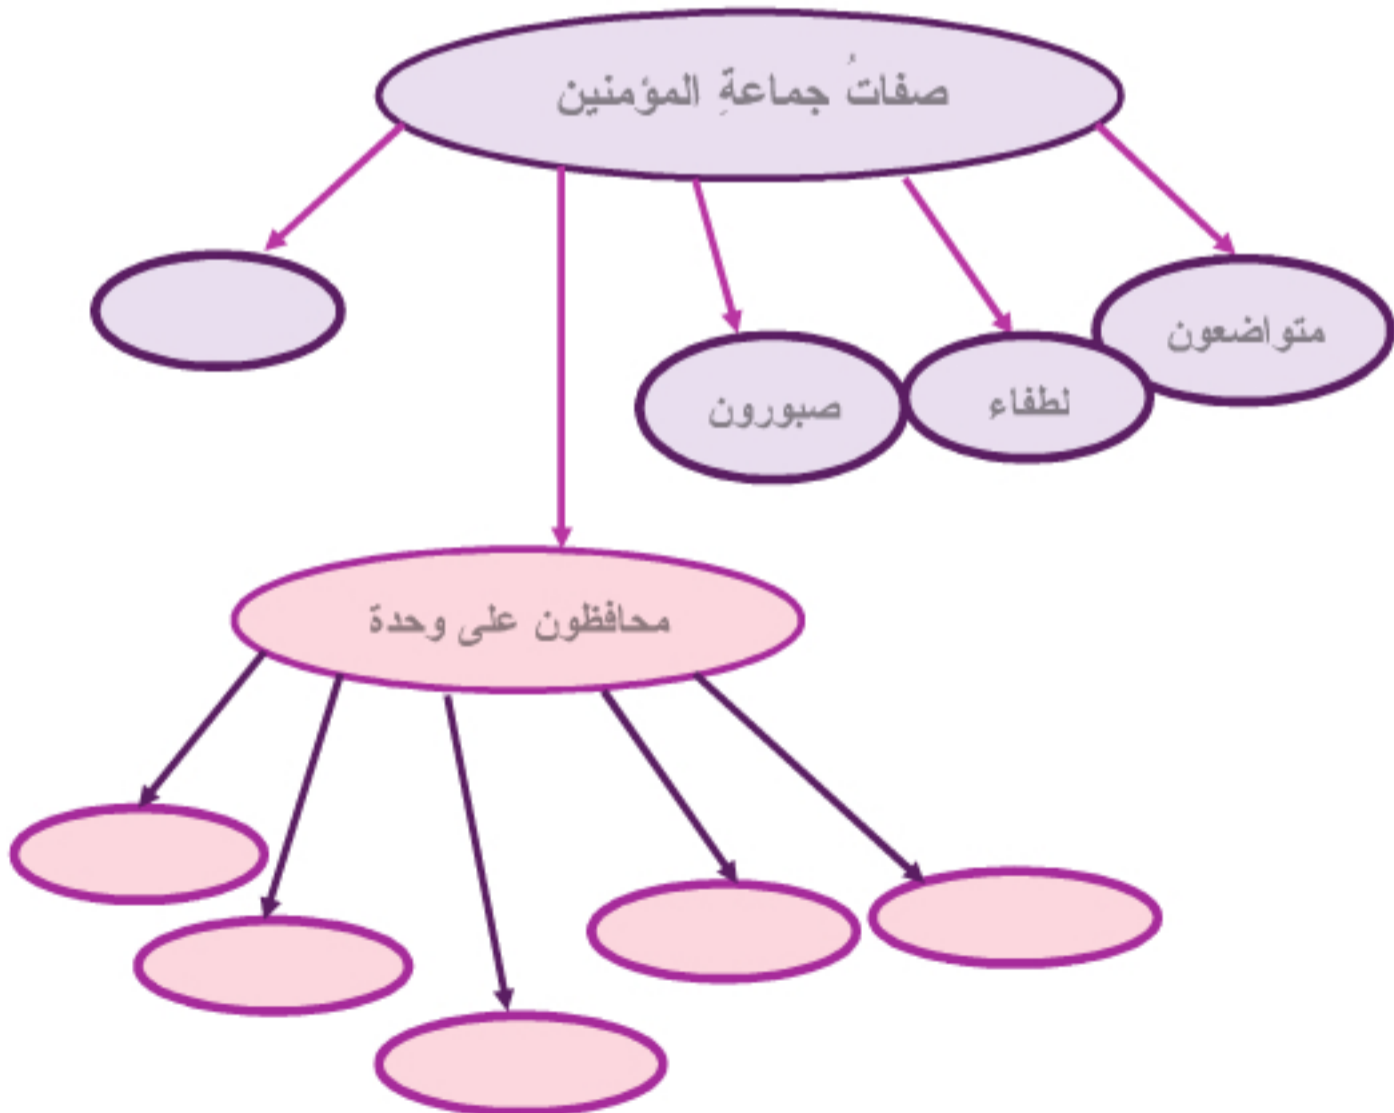 صفاتُ جماعةِ المؤمنين
متواضعون
لطفاء
صبورون
محافظون على وحدة